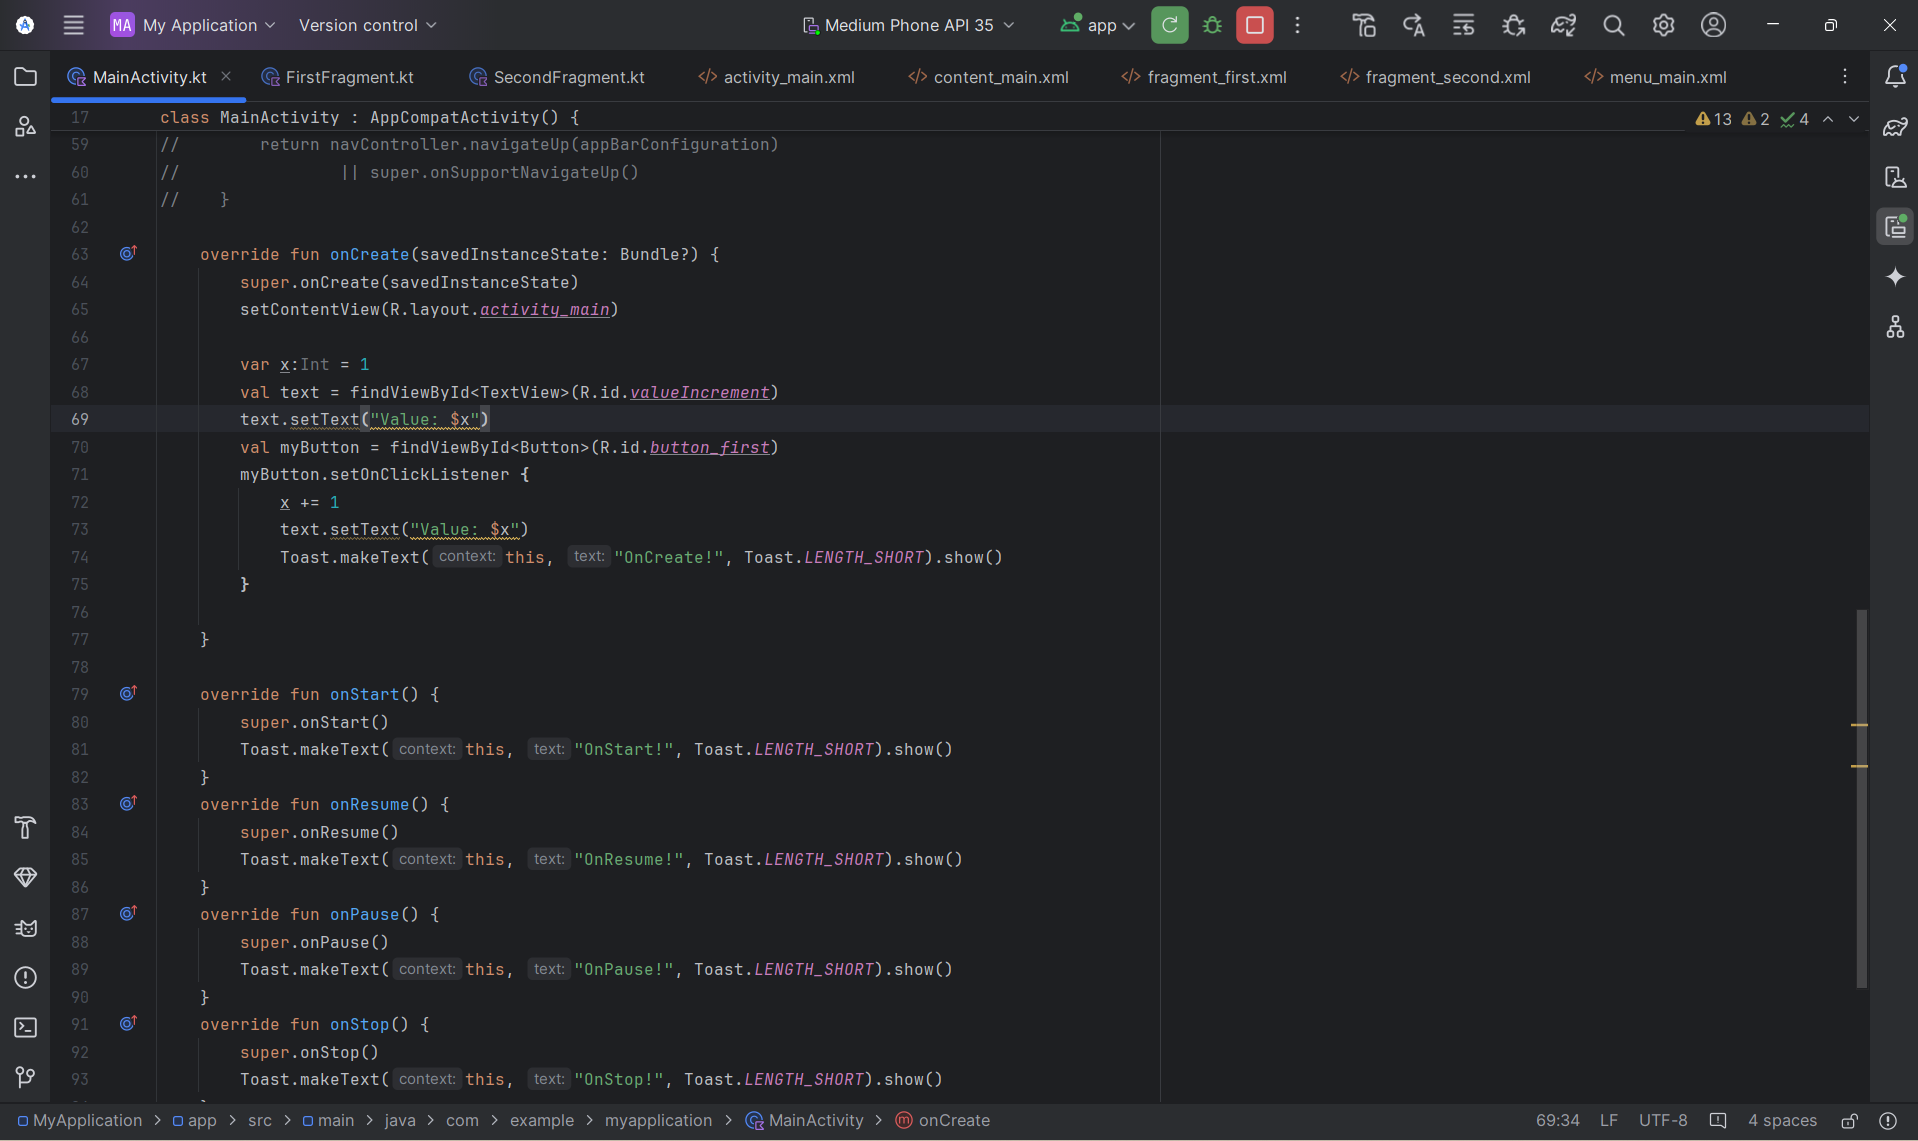 MA My Application Version control Medium Phone API 35 app
MainActivity.kt FirstFragment.kt SecondFragment.kt activity_main.xml content_main.xml fragment_first.xml fragment_second.xml menu_main.xml
17 class MainActivity : AppCompatActivity() { 13 2 4
59 // return navController.navigateUp(appBarConfiguration)
60 // || super.onSupportNavigateUp()
61 // }
62
63 override fun onCreate(savedInstanceState: Bundle?) {
64 super.onCreate(savedInstanceState)
65 setContentView(R.layout.activity_main)
66
67 var x:Int = 1
68 val text = findViewById<TextView>(R.id.valueIncrement)
69 text.setText("Value: $x")
70 val myButton = findViewById<Button>(R.id.button_first)
71 myButton.setOnClickListener {
72 x += 1
73 text.setText("Value: $x")
74 Toast.makeText( context: this, text: "OnCreate!", Toast.LENGTH_SHORT).show()
75 }
76
77 }
78
79 override fun onStart() {
80 super.onStart()
81 Toast.makeText( context: this, text: "OnStart!", Toast.LENGTH_SHORT).show()
82 }
83 override fun onResume() {
84 super.onResume()
85 Toast.makeText( context: this, text: "OnResume!", Toast.LENGTH_SHORT).show()
86 }
87 override fun onPause() {
88 super.onPause()
89 Toast.makeText( context: this, text: "OnPause!", Toast.LENGTH_SHORT).show()
90 }
91 override fun onStop() {
92 super.onStop()
93 Toast.makeText( context: this, text: "OnStop!", Toast.LENGTH_SHORT).show()
MyApplication > app > src > main > java > com > example > myapplication > MainActivity > m onCreate 69:34 LF UTF-8 4 spaces